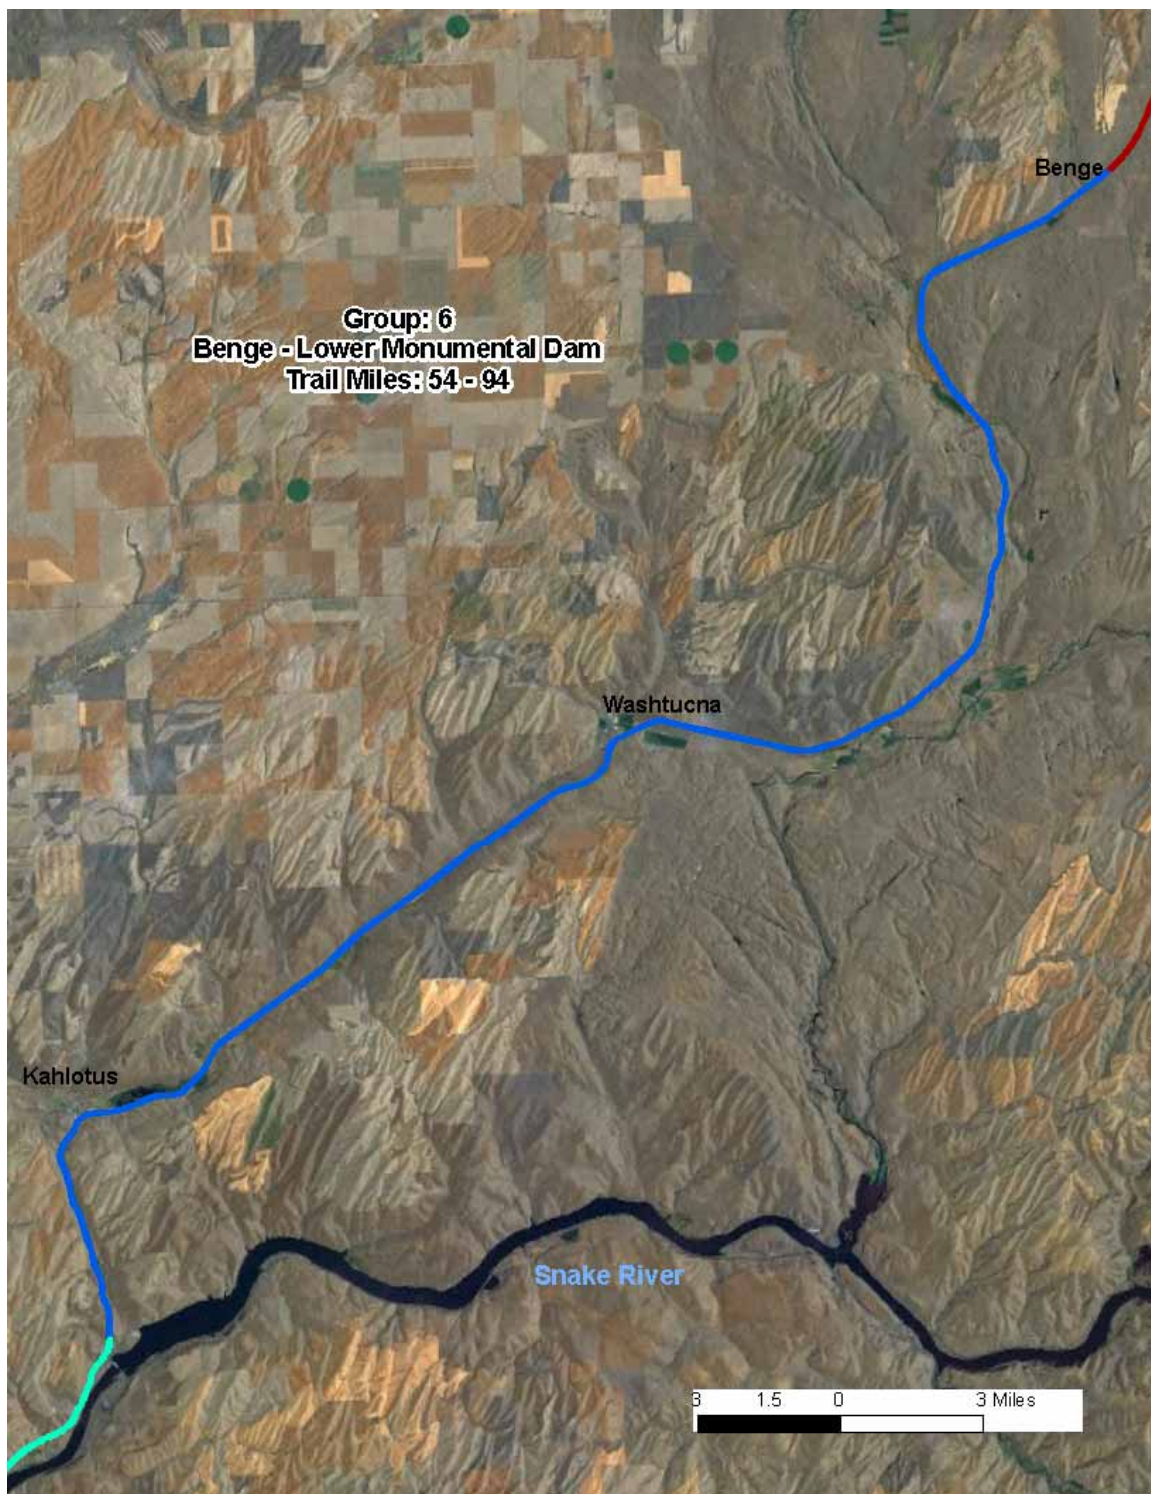 Benge
Group: 6
Benge - Lower Monumental Dam
Trail Miles: 54 - 94
r
Washtucna
Kahlotus
Snake River
3 1.5 0 3 Miles